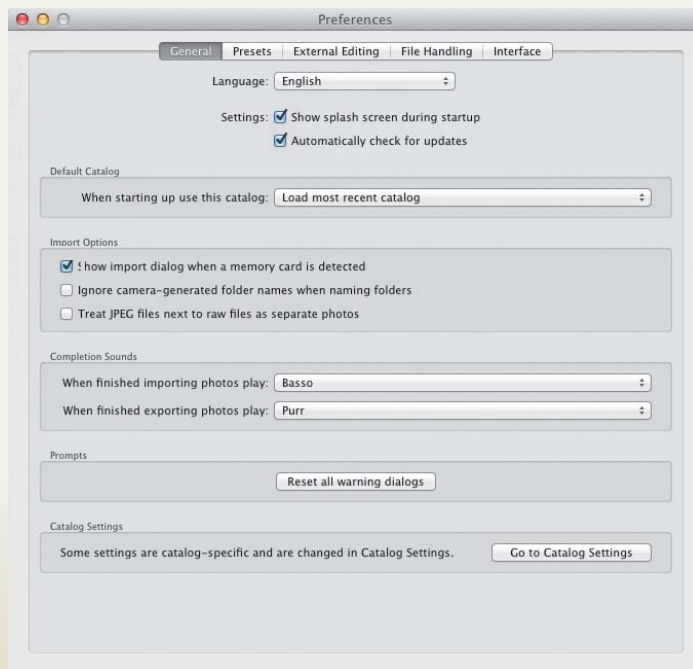 Preferences
General Presets External Editing File Handling Interface
Language: English
Settings: Show splash screen during startup
Automatically check for updates
Default Catalog
When starting up use this catalog: Load most recent catalog
Import Options
Show import dialog when a memory card is detected
Ignore camera-generated folder names when naming folders
Treat JPEG files next to raw files as separate photos
Completion Sounds
When finished importing photos play: Basso
When finished exporting photos play: Purr
Prompts
Reset all warning dialogs
Catalog Settings
Some settings are catalog-specific and are changed in Catalog Settings. Go to Catalog Settings